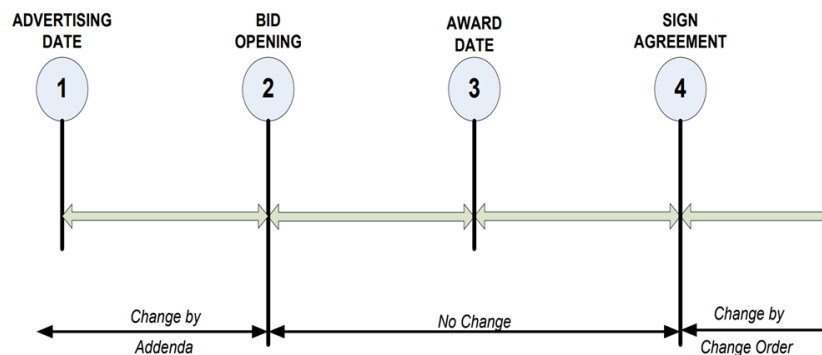 ADVERTISING
DATE
BID
OPENING
AWARD
DATE
SIGN
AGREEMENT
1
2
3
4
Change by
Addenda
No Change
Change by
Change Order